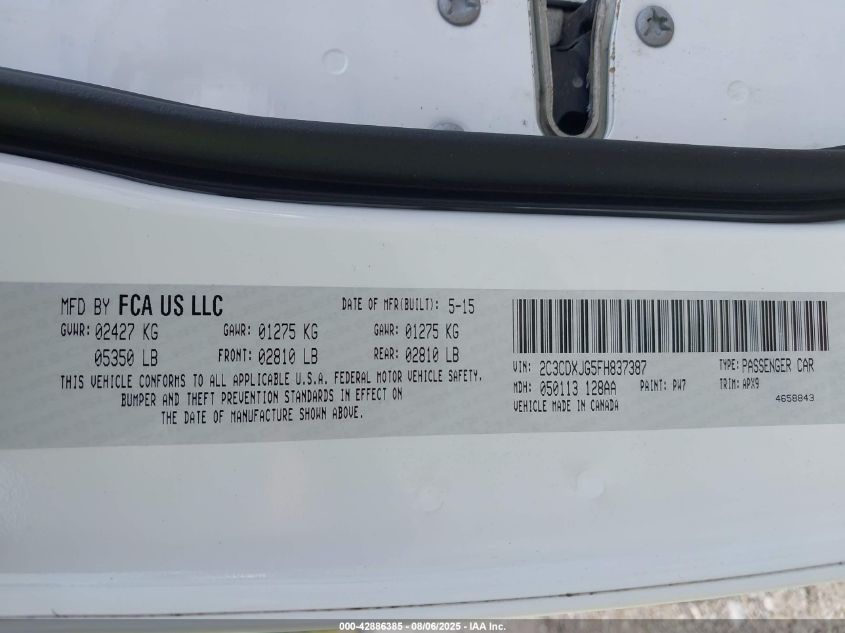 MFD BY FCA US LLC DATE OF MFR(BUILT): 5-15
GVWR: 02427 KG GAWR: 01275 KG GAWR: 01275 KG
05350 LB FRONT: 02810 LB REAR: 02810 LB
THIS VEHICLE CONFORMS TO ALL APPLICABLE U.S.A. FEDERAL MOTOR VEHICLE SAFETY,
BUMPER AND THEFT PREVENTION STANDARDS IN EFFECT ON
THE DATE OF MANUFACTURE SHOWN ABOVE.
VIN: 2C3CDXJG5FH837387 TYPE: PASSENGER CAR
MDH: 050113 128AA PAINT: PW7 TRIM: APX9
VEHICLE MADE IN CANADA 4658843
000-42886385 - 08/06/2025 - IAA Inc.